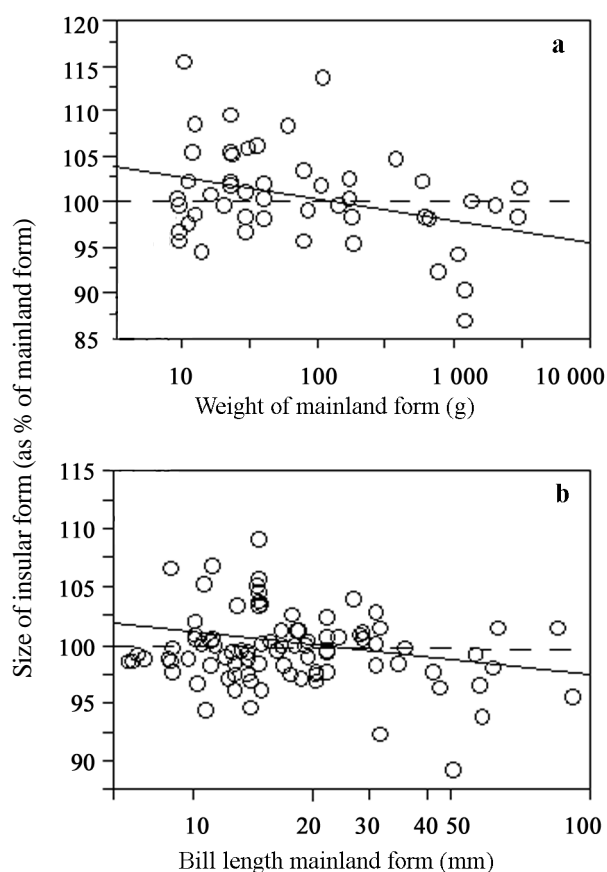 120
a
115
110
105
100
95
90
85
10 100 1 000 10 000
Weight of mainland form (g)
Size of insular form (as % of mainland form)
115
b
110
105
100
95
90
10 20 30 40 50 100
Bill length mainland form (mm)